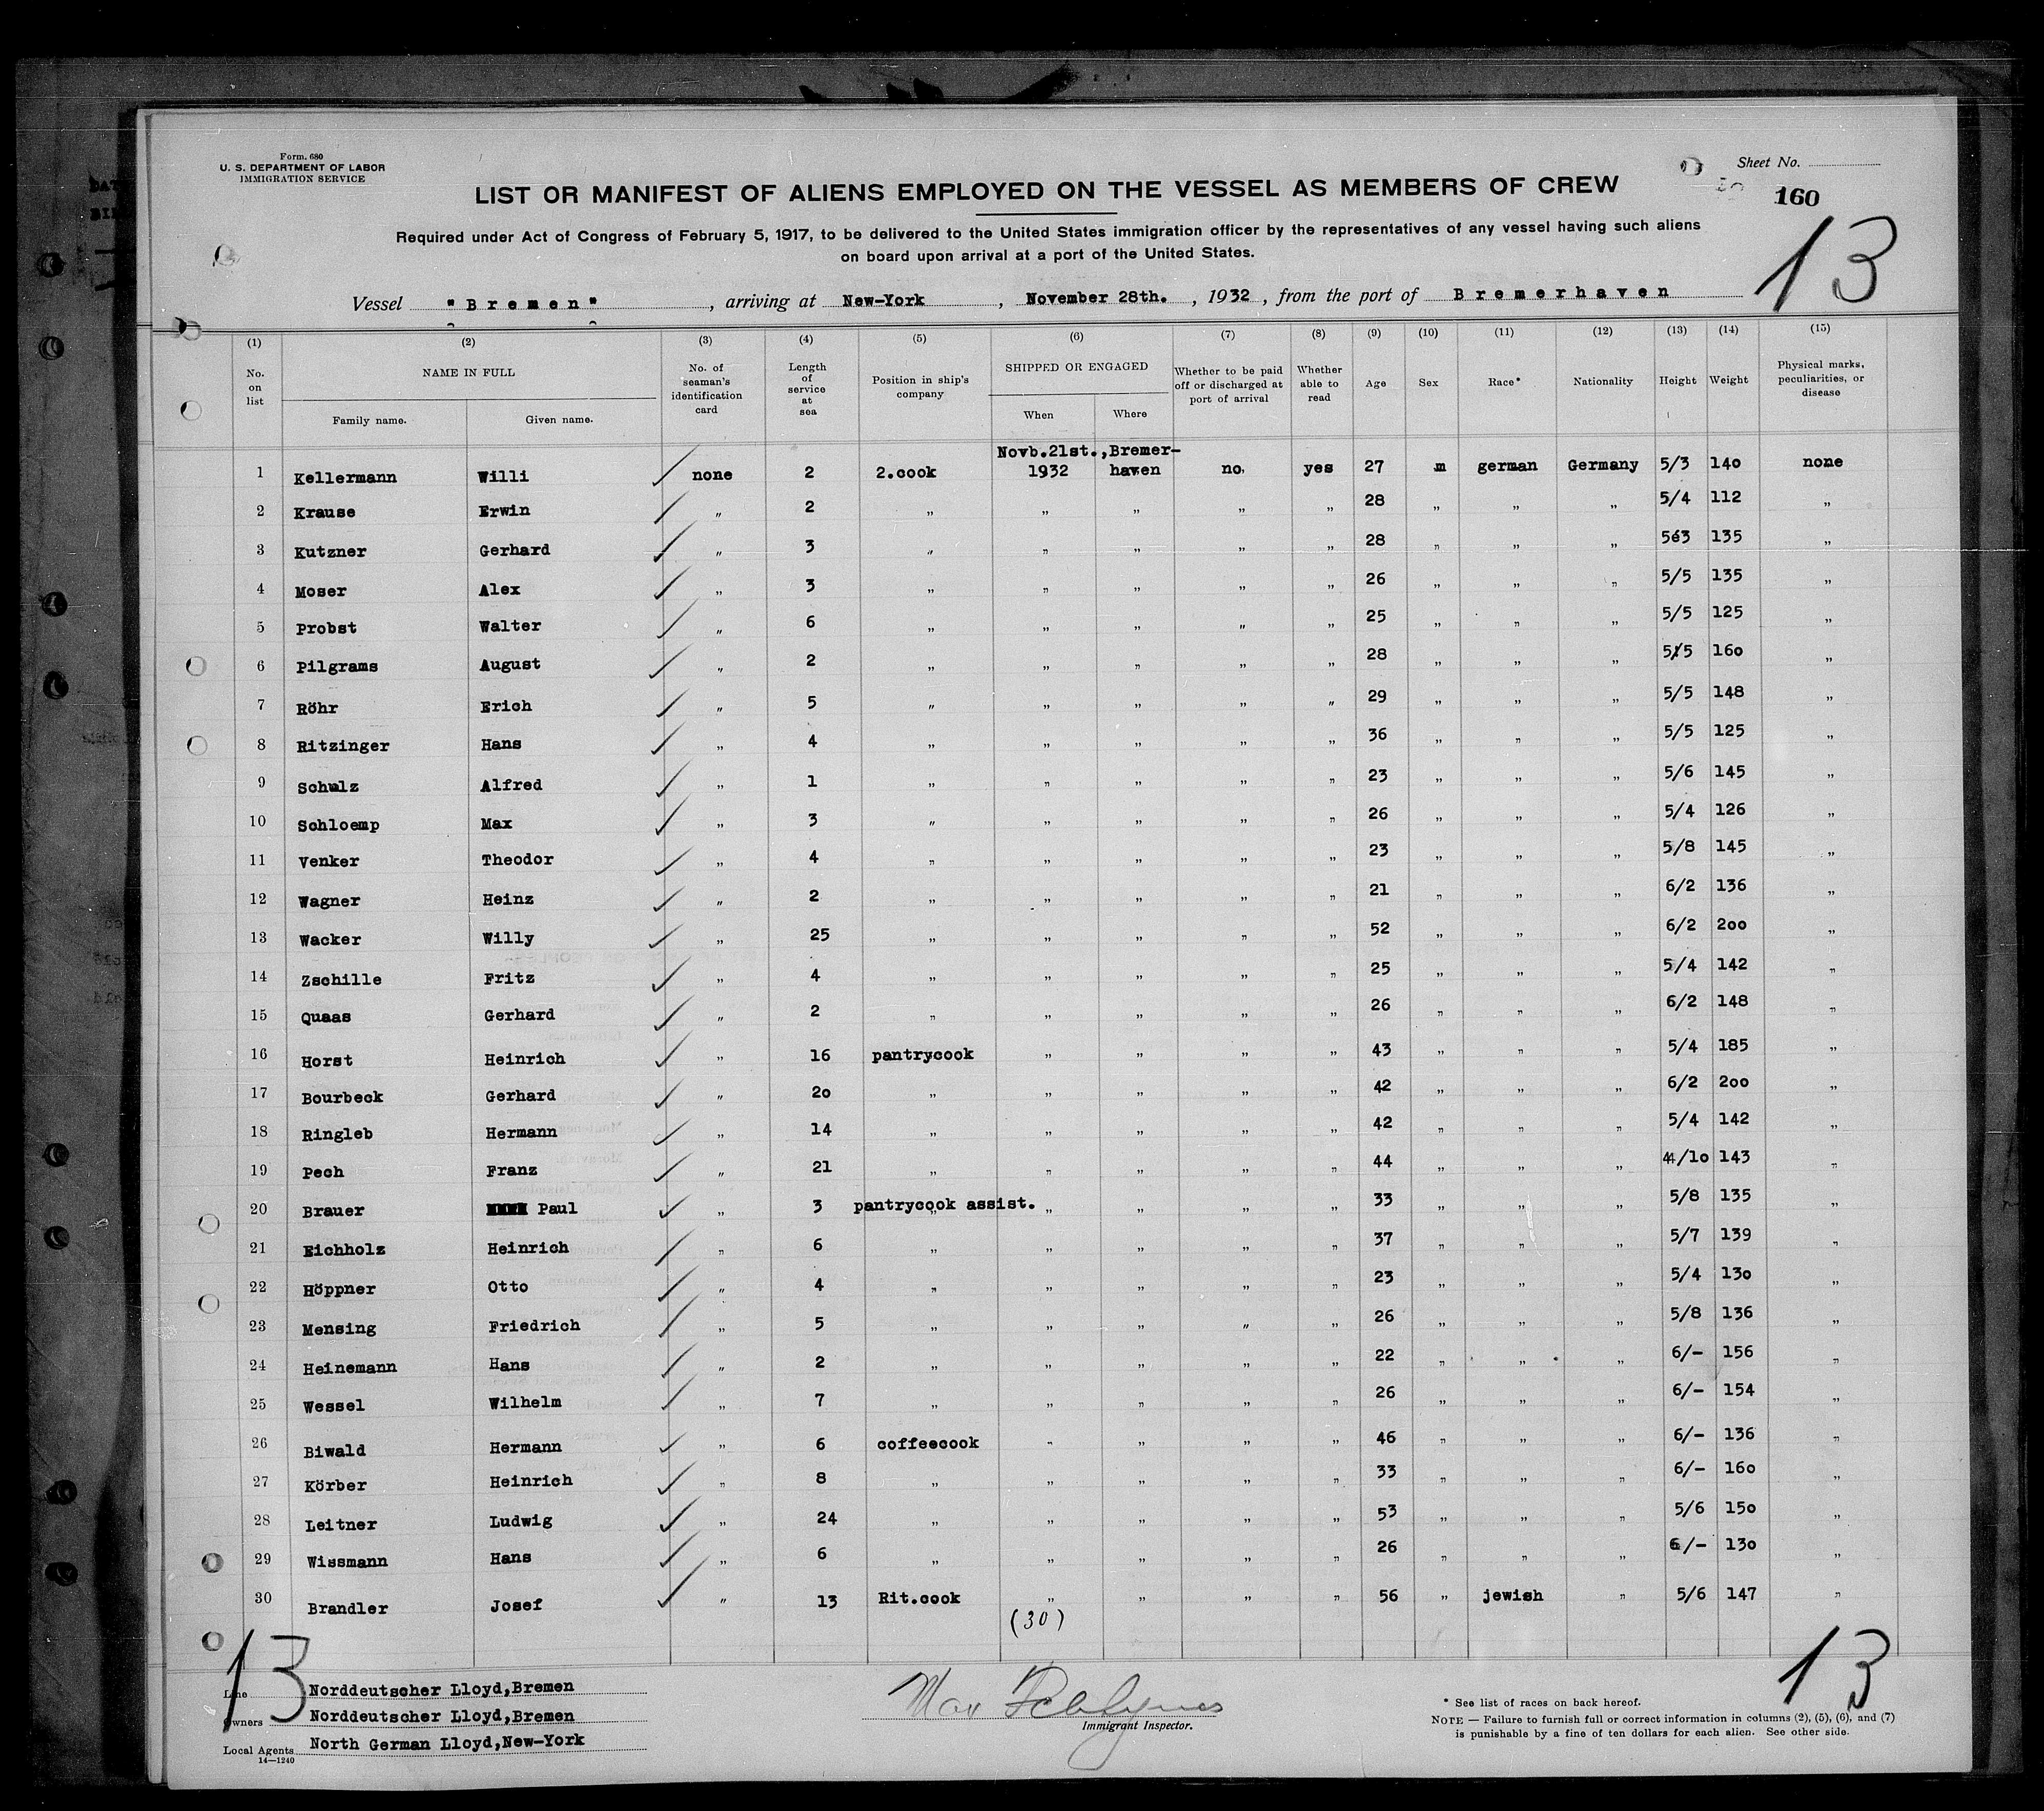 Form. 680
U. S. DEPARTMENT OF LABOR
IMMIGRATION SERVICE
Sheet No.
160
13
LIST OR MANIFEST OF ALIENS EMPLOYED ON THE VESSEL AS MEMBERS OF CREW
Required under Act of Congress of February 5, 1917, to be delivered to the United States immigration officer by the representatives of any vessel having such aliens
on board upon arrival at a port of the United States.
Vessel "Bremen", arriving at New-York, November 28th., 1932, from the port of Bremerhaven
(1) (2) (3) (4) (5) (6) (7) (8) (9) (10) (11) (12) (13) (14) (15)
No. on list | NAME IN FULL Family name. Given name. | No. of seaman's identification card | Length of service at sea | Position in ship's company | SHIPPED OR ENGAGED When Where | Whether to be paid off or discharged at port of arrival | Whether able to read | Age | Sex | Race* | Nationality | Height | Weight | Physical marks, peculiarities, or disease
1 Kellermann Willi none 2 2.cook Novb.21st., 1932 Bremer-haven no. yes 27 m german Germany 5/3 140 none
2 Krause Erwin " 2 " " " " " 28 " " " 5/4 112 "
3 Kutzner Gerhard " 3 " " " " " 28 " " " 563 135 "
4 Moser Alex " 3 " " " " " 26 " " " 5/5 135 "
5 Probst Walter " 6 " " " " " 25 " " " 5/5 125 "
6 Pilgrams August " 2 " " " " " 28 " " " 5/5 160 "
7 Röhr Erich " 5 " " " " " 29 " " " 5/5 148 "
8 Ritzinger Hans " 4 " " " " " 36 " " " 5/5 125 "
9 Schulz Alfred " 1 " " " " " 23 " " " 5/6 145 "
10 Schloemp Max " 3 " " " " " 26 " " " 5/4 126 "
11 Venker Theodor " 4 " " " " " 23 " " " 5/8 145 "
12 Wagner Heinz " 2 " " " " " 21 " " " 6/2 136 "
13 Wacker Willy " 25 " " " " " 52 " " " 6/2 200 "
14 Zschille Fritz " 4 " " " " " 25 " " " 5/4 142 "
15 Quaas Gerhard " 2 " " " " " 26 " " " 6/2 148 "
16 Horst Heinrich " 16 pantrycook " " " " 43 " " " 5/4 185 "
17 Bourbeck Gerhard " 20 " " " " " 42 " " " 6/2 200 "
18 Ringleb Hermann " 14 " " " " " 42 " " " 5/4 142 "
19 Pech Franz " 21 " " " " " 44 " " " 4/10 143 "
20 Brauer Paul " 3 pantrycook assist. " " " " 33 " " " 5/8 135 "
21 Eichholz Heinrich " 6 " " " " " 37 " " " 5/7 139 "
22 Höppner Otto " 4 " " " " " 23 " " " 5/4 130 "
23 Mensing Friedrich " 5 " " " " " 26 " " " 5/8 136 "
24 Heinemann Hans " 2 " " " " " 22 " " " 6/- 156 "
25 Wessel Wilhelm " 7 " " " " " 26 " " " 6/- 154 "
26 Biwald Hermann " 6 coffeecook " " " " 46 " " " 6/- 136 "
27 Körber Heinrich " 8 " " " " " 33 " " " 6/- 160 "
28 Leitner Ludwig " 24 " " " " " 53 " " " 5/6 150 "
29 Wissmann Hans " 6 " " " " " 26 " " " 6/- 130 "
30 Brandler Josef " 13 Rit.cook " " " " 56 " jewish " 5/6 147 "
(30)
13
13
Line Norddeutscher Lloyd,Bremen
Owners Norddeutscher Lloyd,Bremen
Local Agents North German Lloyd,New-York
14—1240
Max
Immigrant Inspector.
* See list of races on back hereof.
NOTE — Failure to furnish full or correct information in columns (2), (5), (6), and (7)
is punishable by a fine of ten dollars for each alien. See other side.